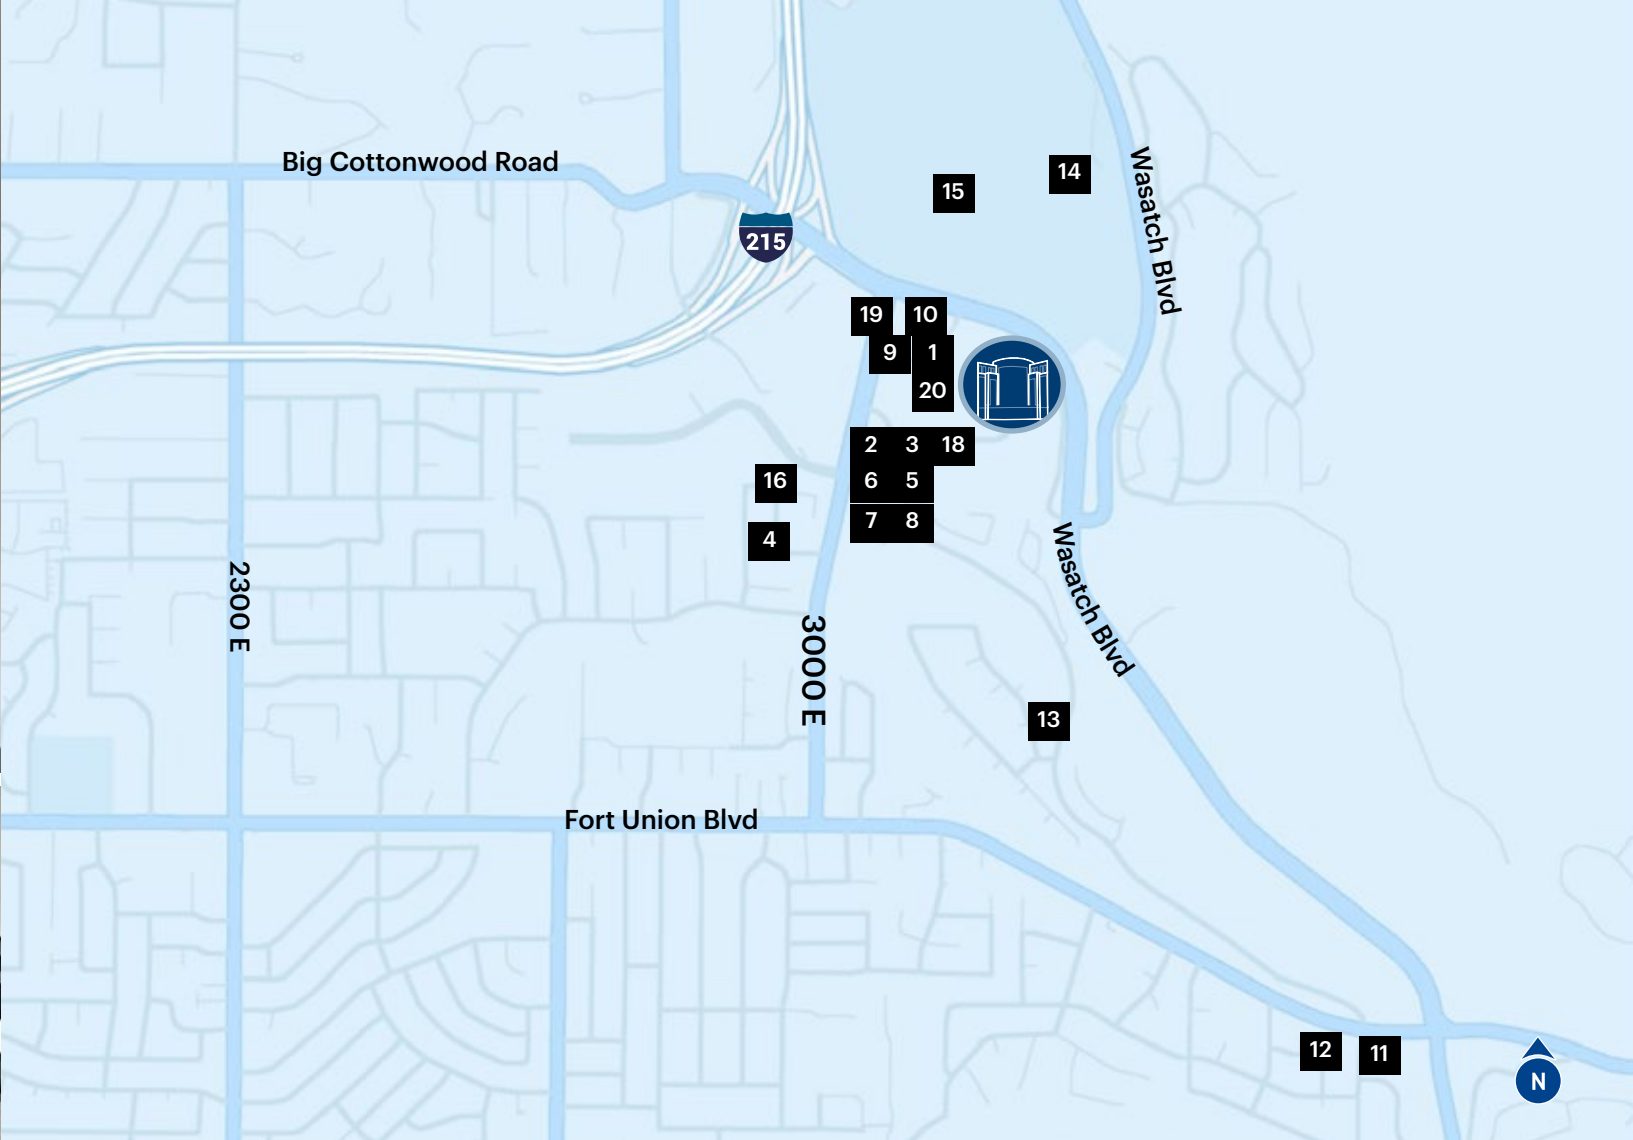 Big Cottonwood Road
14
15
Wasatch Blvd
215
19 10
9 1
20
2 3 18
6 5
16
7 8
4
Wasatch Blvd
2300 E
3000 E
13
Fort Union Blvd
12 11
N